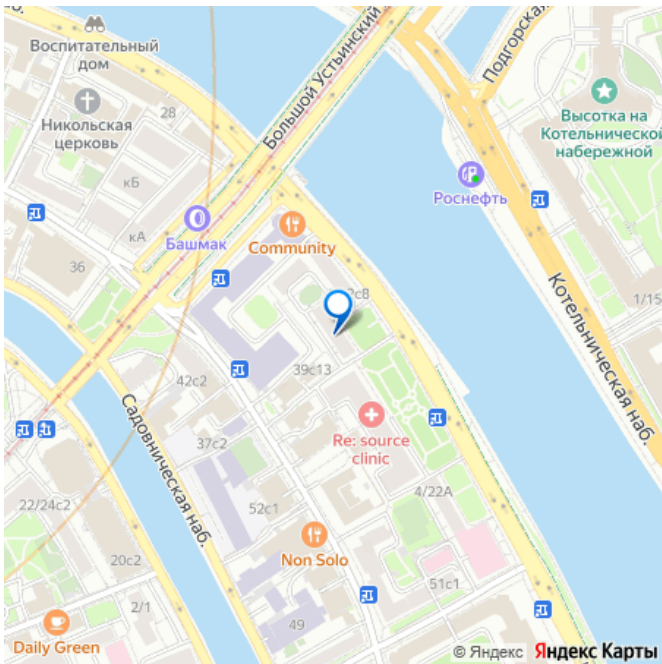 Воспитательный
дом
Большой Устьинский
Подгорская
Никольская
церковь
28
Высотка на
Котельнической
набережной
кБ
Роснефть
кА
Башмак
Community
36
2с8
Котельническая наб.
1/15
39с13
42с2
Садовническая наб.
37с2
Re: source
clinic
4/22А
22/24с2
52с1
20с2
Non Solo
51с1
2/1
49
Daily Green
© Яндекс Яндекс Карты